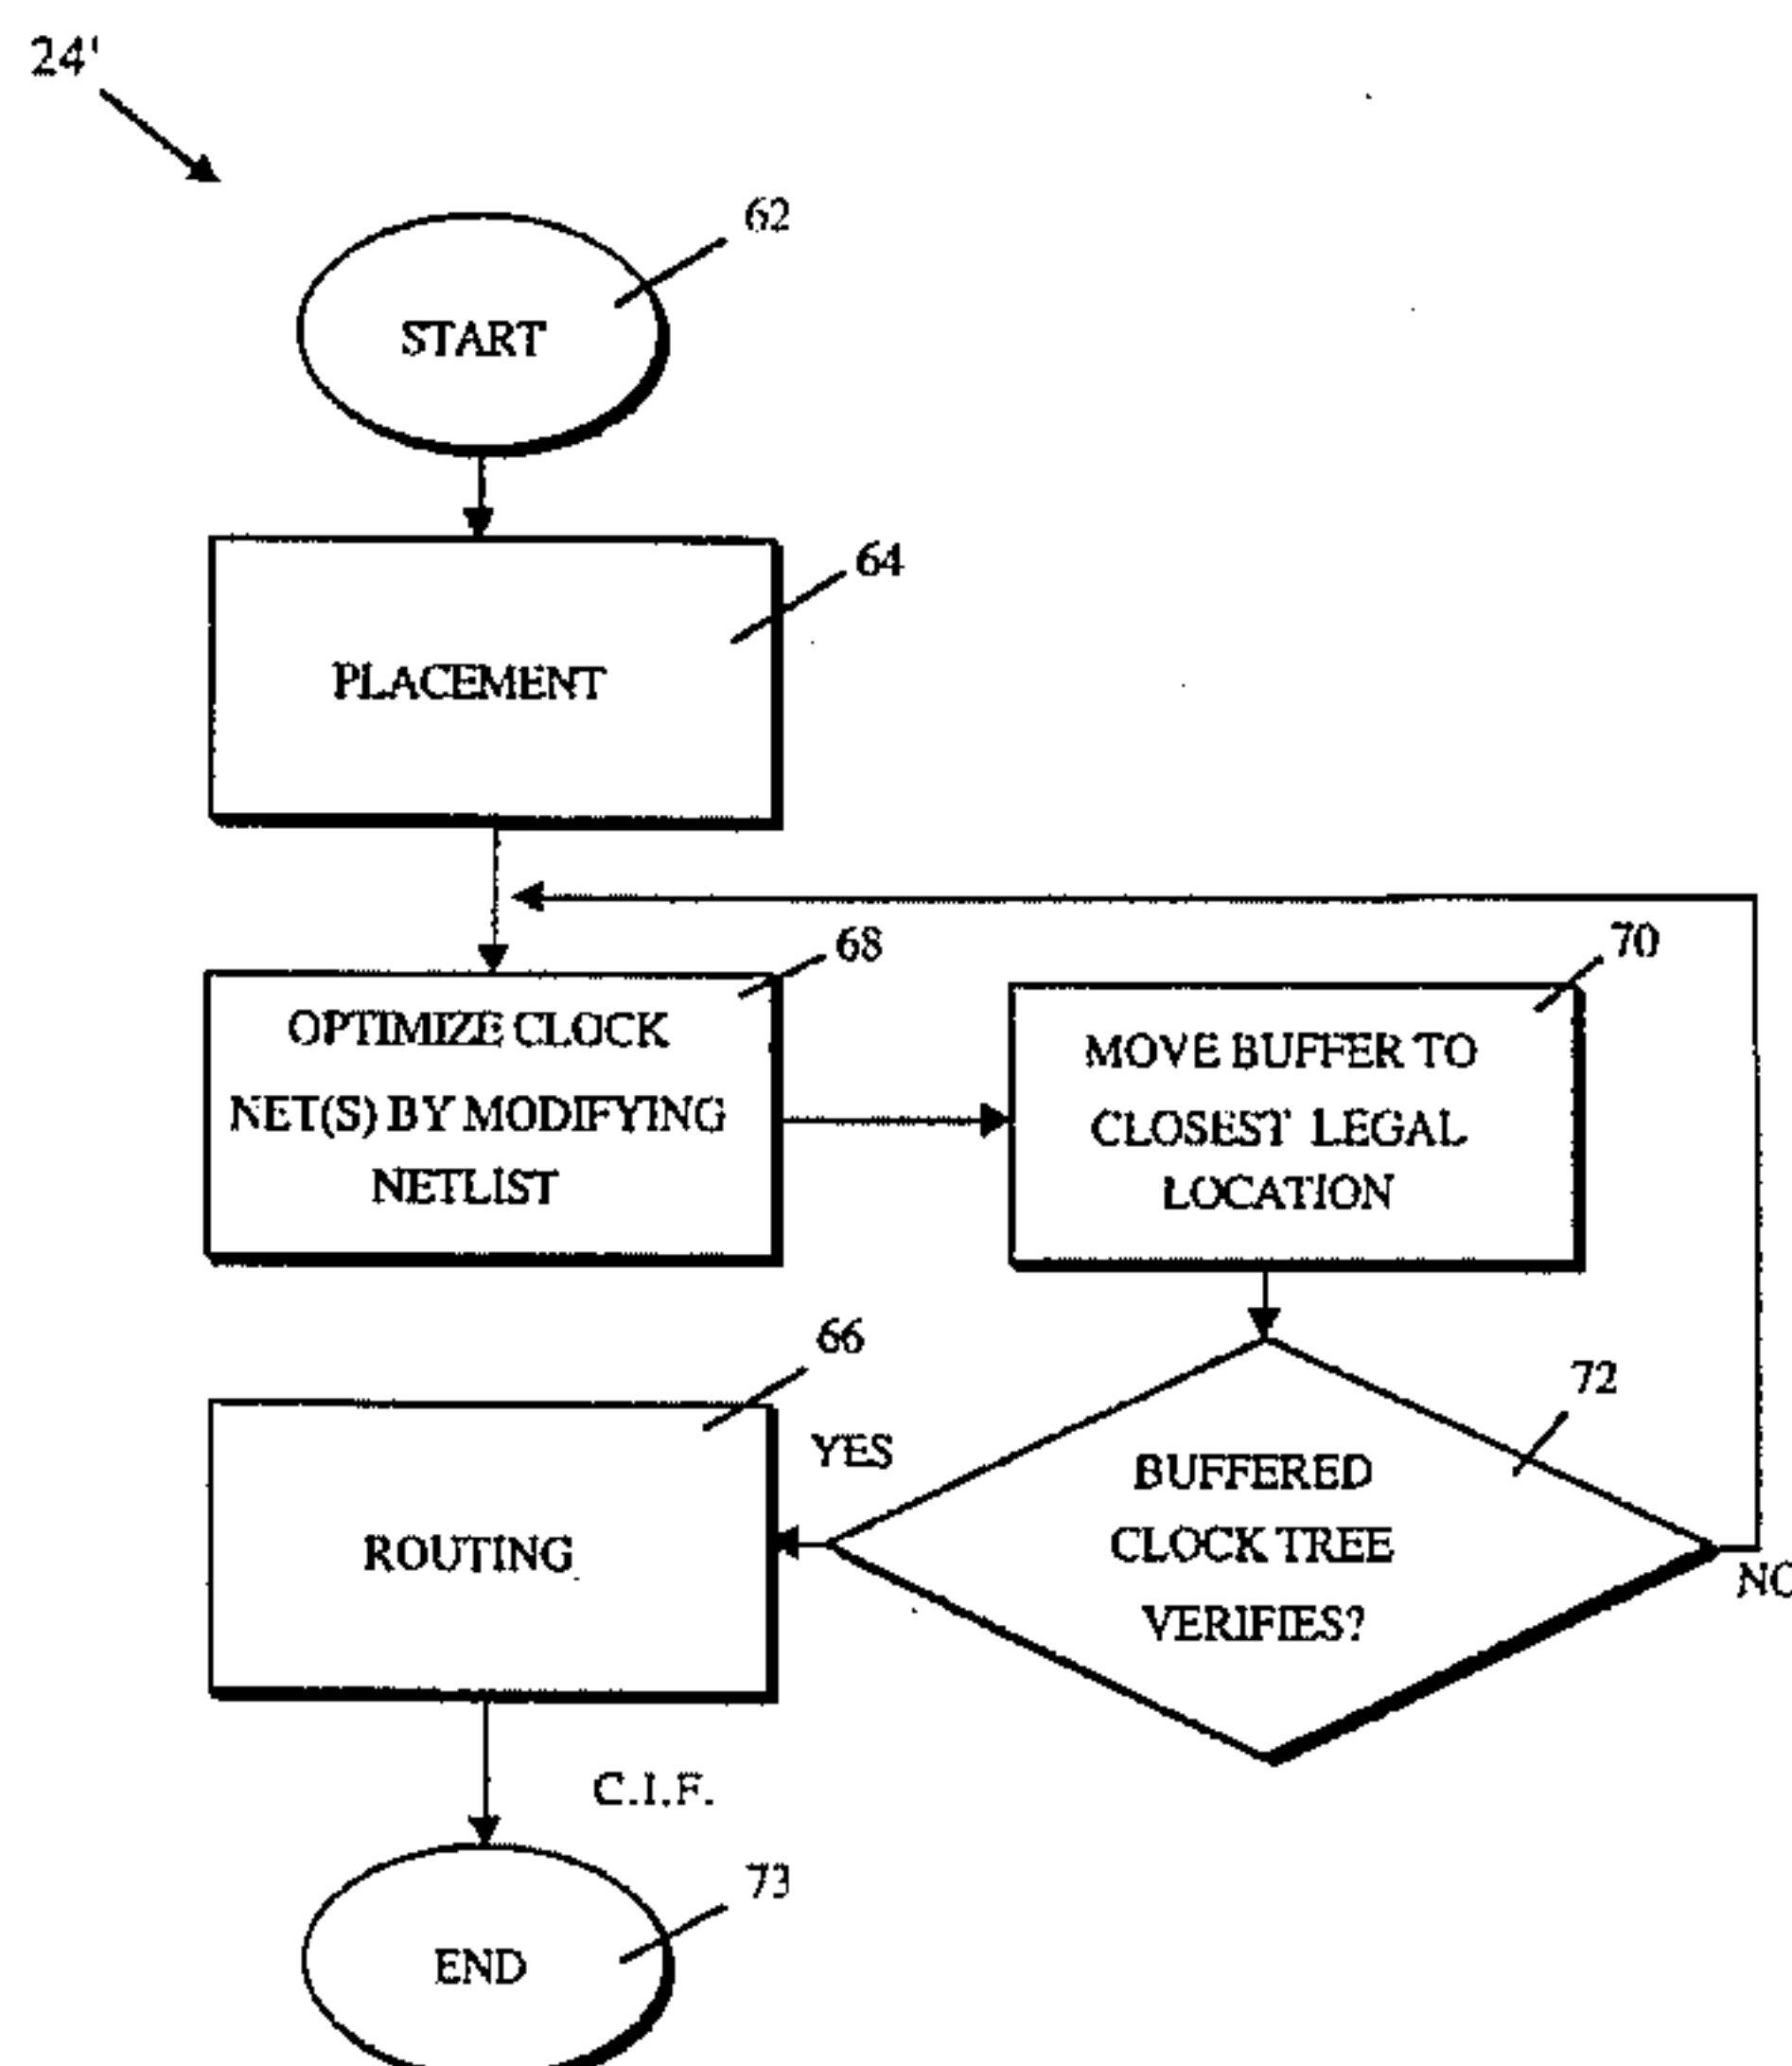 24'
62
START
64
PLACEMENT
68
OPTIMIZE CLOCK
NET(S) BY MODIFYING
NETLIST
70
MOVE BUFFER TO
CLOSEST LEGAL
LOCATION
66
ROUTING
YES
72
BUFFERED
CLOCK TREE
VERIFIES?
NO
C.I.F.
73
END